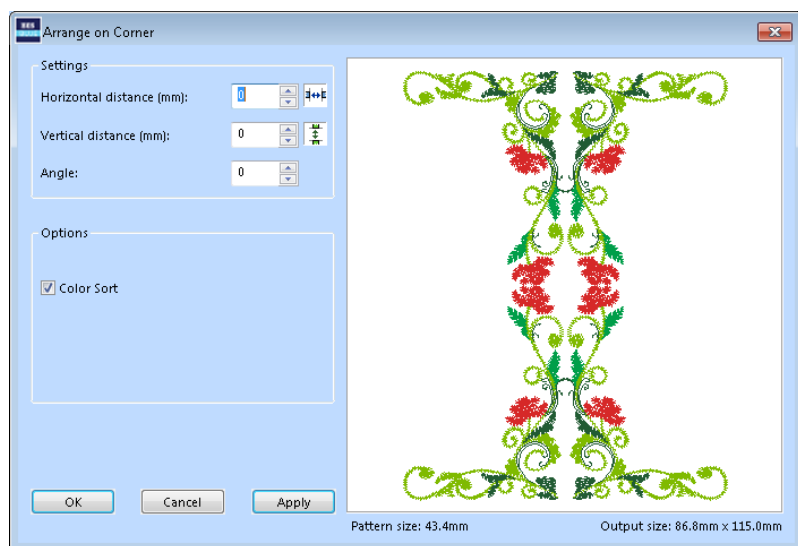 Arrange on Corner
Settings
Horizontal distance (mm): 0
Vertical distance (mm): 0
Angle: 0
Options
Color Sort
OK Cancel Apply
Pattern size: 43.4mm Output size: 86.8mm x 115.0mm